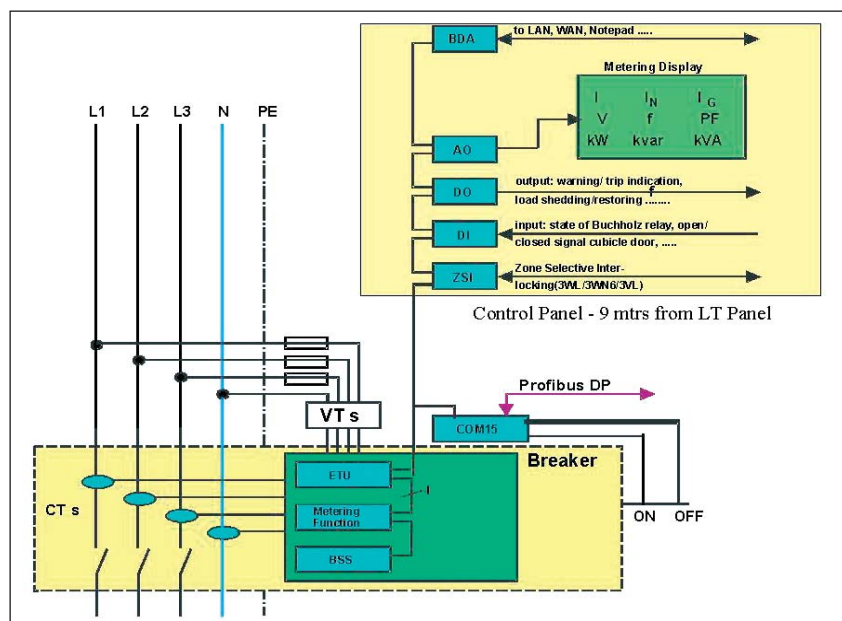 BDA
to LAN, WAN, Notepad .....
Metering Display
I IN IG
V f PF
kW kvar kVA
AO
DO
output: warning/ trip indication,
load shedding/restoring ........
f
DI
input: state of Buchholz relay, open/
closed signal cubicle door, .....
ZSI
Zone Selective Inter-
locking(3WL/3WN6/3VL)
Control Panel - 9 mtrs from LT Panel
L1 L2 L3 N PE
Profibus DP
VT s
COM15
Breaker
ETU
I
CT s
Metering
Function
BSS
ON OFF